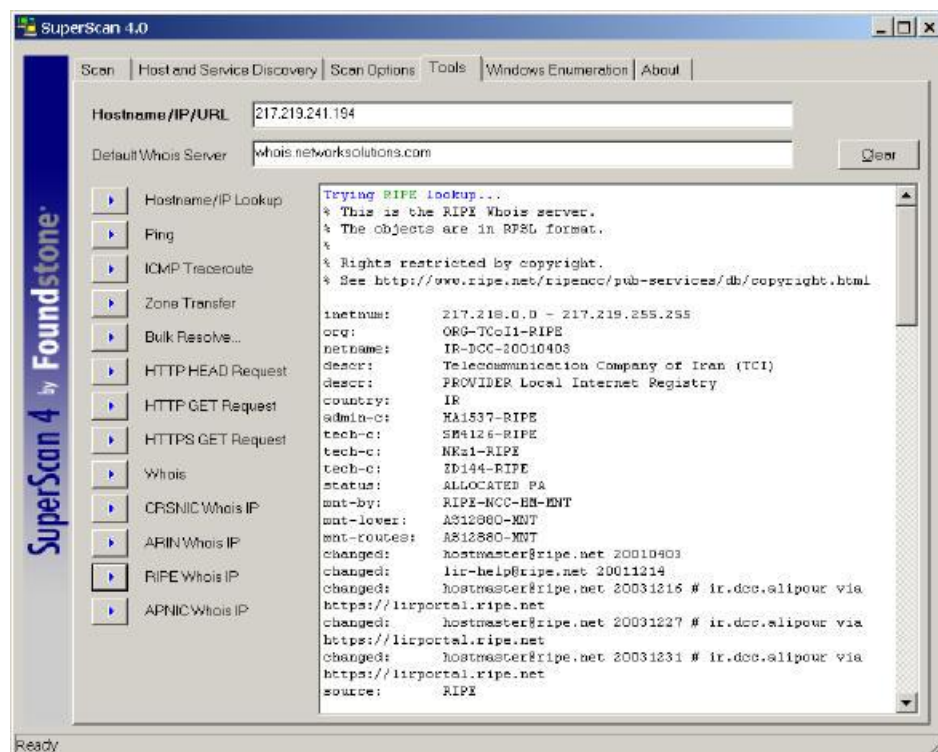 SuperScan 4.0
Scan
Host and Service Discovery
Scan Options
Tools
Windows Enumeration
About
Hostname/IP/URL
217.219.241.194
Default Whois Server
whois.networksolutions.com
Clear
SuperScan 4 by Foundstone
Hostname/IP Lookup
Ping
ICMP Traceroute
Zone Transfer
Bulk Resolve...
HTTP HEAD Request
HTTP GET Request
HTTPS GET Request
Whois
CRSNIC Whois IP
ARIN Whois IP
RIPE Whois IP
APNIC Whois IP
Trying RIPE lookup...
% This is the RIPE Whois server.
% The objects are in RPSL format.
%
% Rights restricted by copyright.
% See http://www.ripe.net/ripencc/pub-services/db/copyright.html
inetnum: 217.218.0.0 - 217.219.255.255
org: ORG-TCoI1-RIPE
netname: IR-DCC-20010403
descr: Telecommunication Company of Iran (TCI)
descr: PROVIDER Local Internet Registry
country: IR
admin-c: HA1537-RIPE
tech-c: SM4126-RIPE
tech-c: NKz1-RIPE
tech-c: ZD144-RIPE
status: ALLOCATED PA
mnt-by: RIPE-NCC-HM-MNT
mnt-lower: AS12880-MNT
mnt-routes: AS12880-MNT
changed: hostmaster@ripe.net 20010403
changed: lir-help@ripe.net 20011214
changed: hostmaster@ripe.net 20031216 # ir.dcc.alipour via
https://lirportal.ripe.net
changed: hostmaster@ripe.net 20031227 # ir.dcc.alipour via
https://lirportal.ripe.net
changed: hostmaster@ripe.net 20031231 # ir.dcc.alipour via
https://lirportal.ripe.net
source: RIPE
Ready